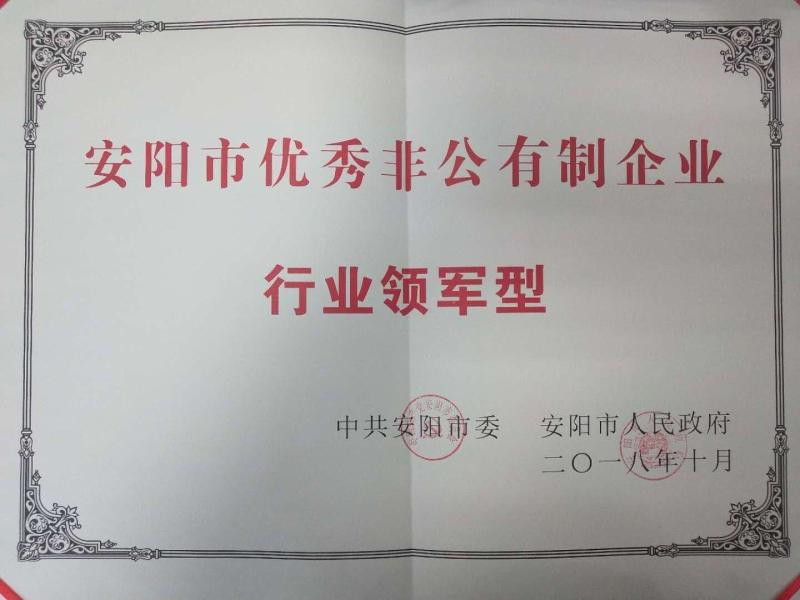 安阳市优秀非公有制企业
行业领军型
中共安阳市委 安阳市人民政府
二〇一八年十月